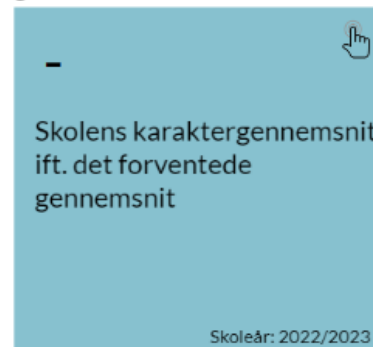 -
Skolens karaktergennemsnit
ift. det forventede
gennemsnit
Skoleår: 2022/2023